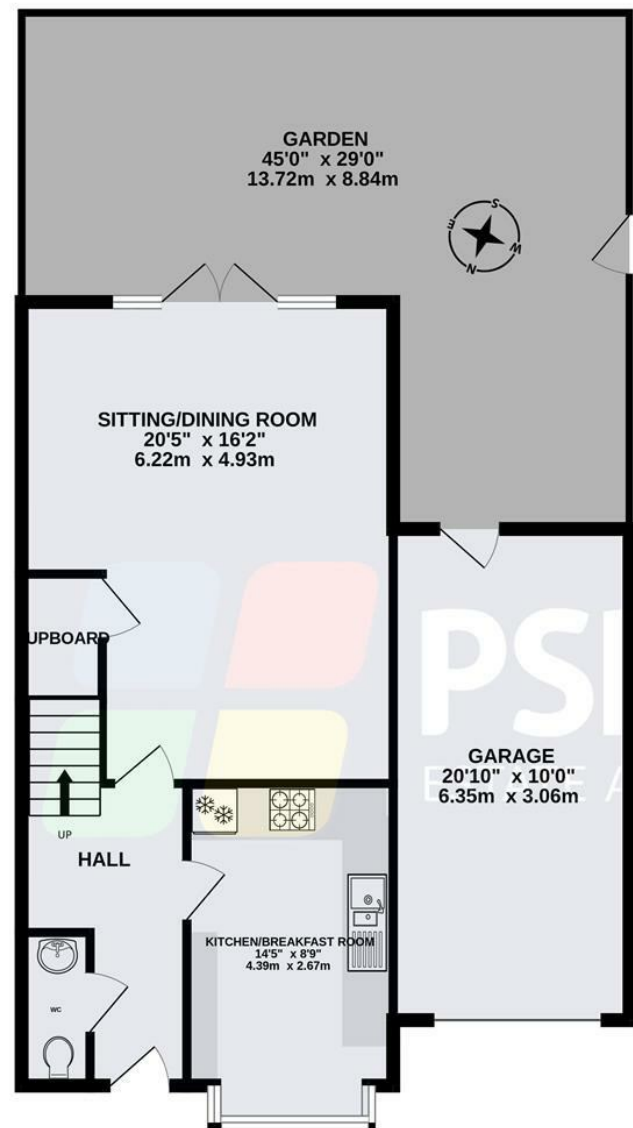 GARDEN
45'0" x 29'0"
13.72m x 8.84m
S
E
W
N
SITTING/DINING ROOM
20'5" x 16'2"
6.22m x 4.93m
UPBOARD
PS
GARAGE
20'10" x 10'0"
6.35m x 3.06m
UP
HALL
KITCHEN/BREAKFAST ROOM
14'5" x 8'9"
4.39m x 2.67m
WC